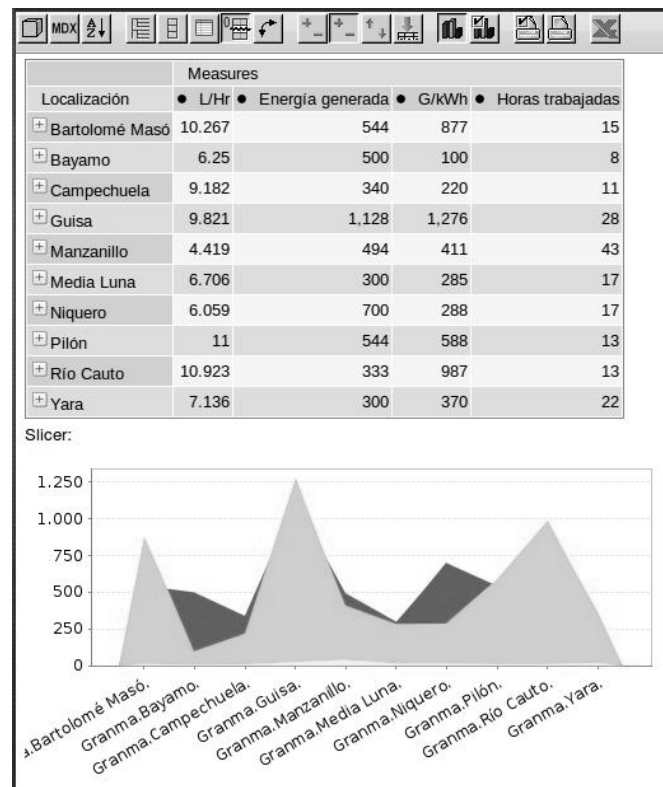 MDX
Measures
Localización L/Hr Energía generada G/kWh Horas trabajadas
Bartolomé Masó 10.267 544 877 15
Bayamo 6.25 500 100 8
Campechuela 9.182 340 220 11
Guisa 9.821 1,128 1,276 28
Manzanillo 4.419 494 411 43
Media Luna 6.706 300 285 17
Niquero 6.059 700 288 17
Pilón 11 544 588 13
Río Cauto 10.923 333 987 13
Yara 7.136 300 370 22
Slicer:
1.250
1.000
750
500
250
0
a.Bartolomé Masó.
Granma.Bayamo.
Granma.Campechuela.
Granma.Guisa.
Granma.Manzanillo.
Granma.Media Luna.
Granma.Niquero.
Granma.Pilón.
Granma.Río Cauto.
Granma.Yara.